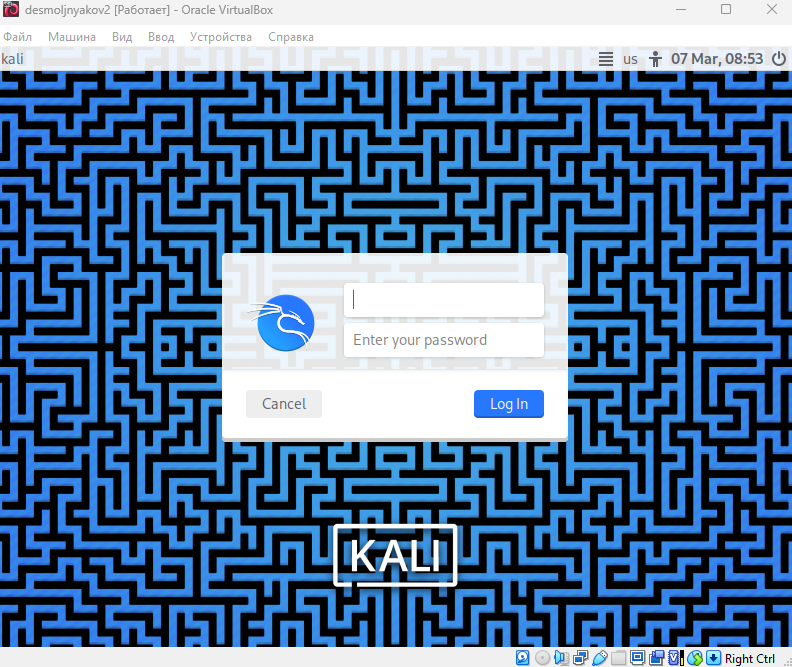 desmoljnyakov2 [Работает] - Oracle VirtualBox
Файл Машина Вид Ввод Устройства Справка
kali us 07 Mar, 08:53
Enter your password
Cancel Log In
KALI
Right Ctrl